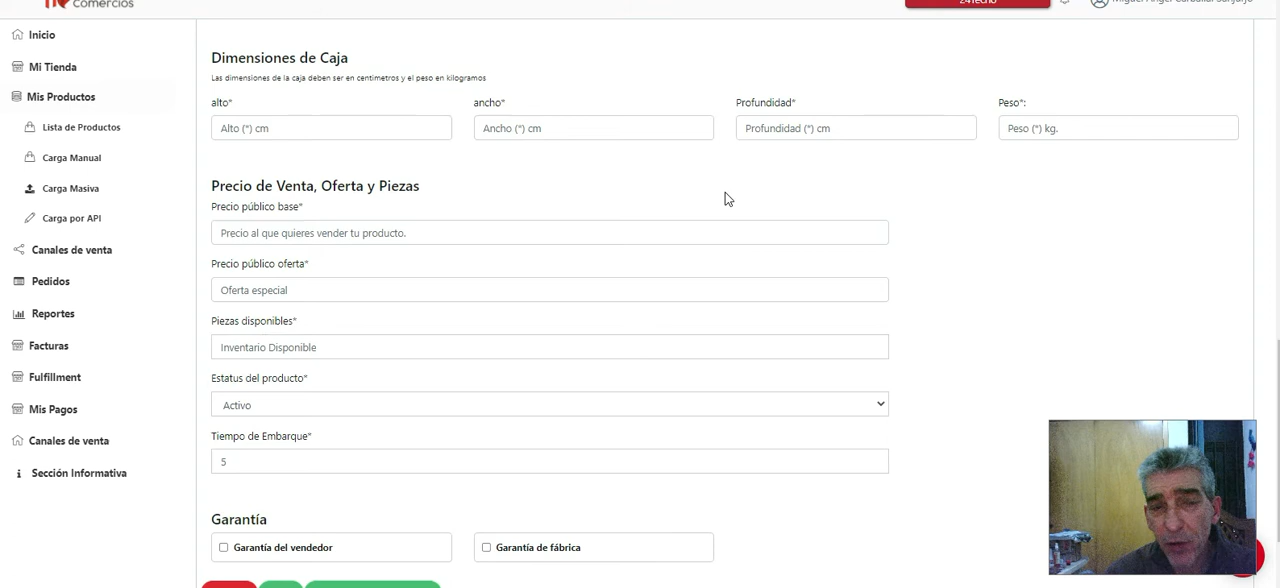 comercios
24Techo
Inicio
Mi Tienda
Mis Productos
Lista de Productos
Carga Manual
Carga Masiva
Carga por API
Canales de venta
Pedidos
Reportes
Facturas
Fulfillment
Mis Pagos
Canales de venta
Sección Informativa
Dimensiones de Caja
Las dimensiones de la caja deben ser en centímetros y el peso en kilogramos
alto* ancho* Profundidad* Peso*:
Alto (*) cm Ancho (*) cm Profundidad (*) cm Peso (*) kg.
Precio de Venta, Oferta y Piezas
Precio público base*
Precio al que quieres vender tu producto.
Precio público oferta*
Oferta especial
Piezas disponibles*
Inventario Disponible
Estatus del producto*
Activo
Tiempo de Embarque*
5
Garantía
Garantía del vendedor Garantía de fábrica